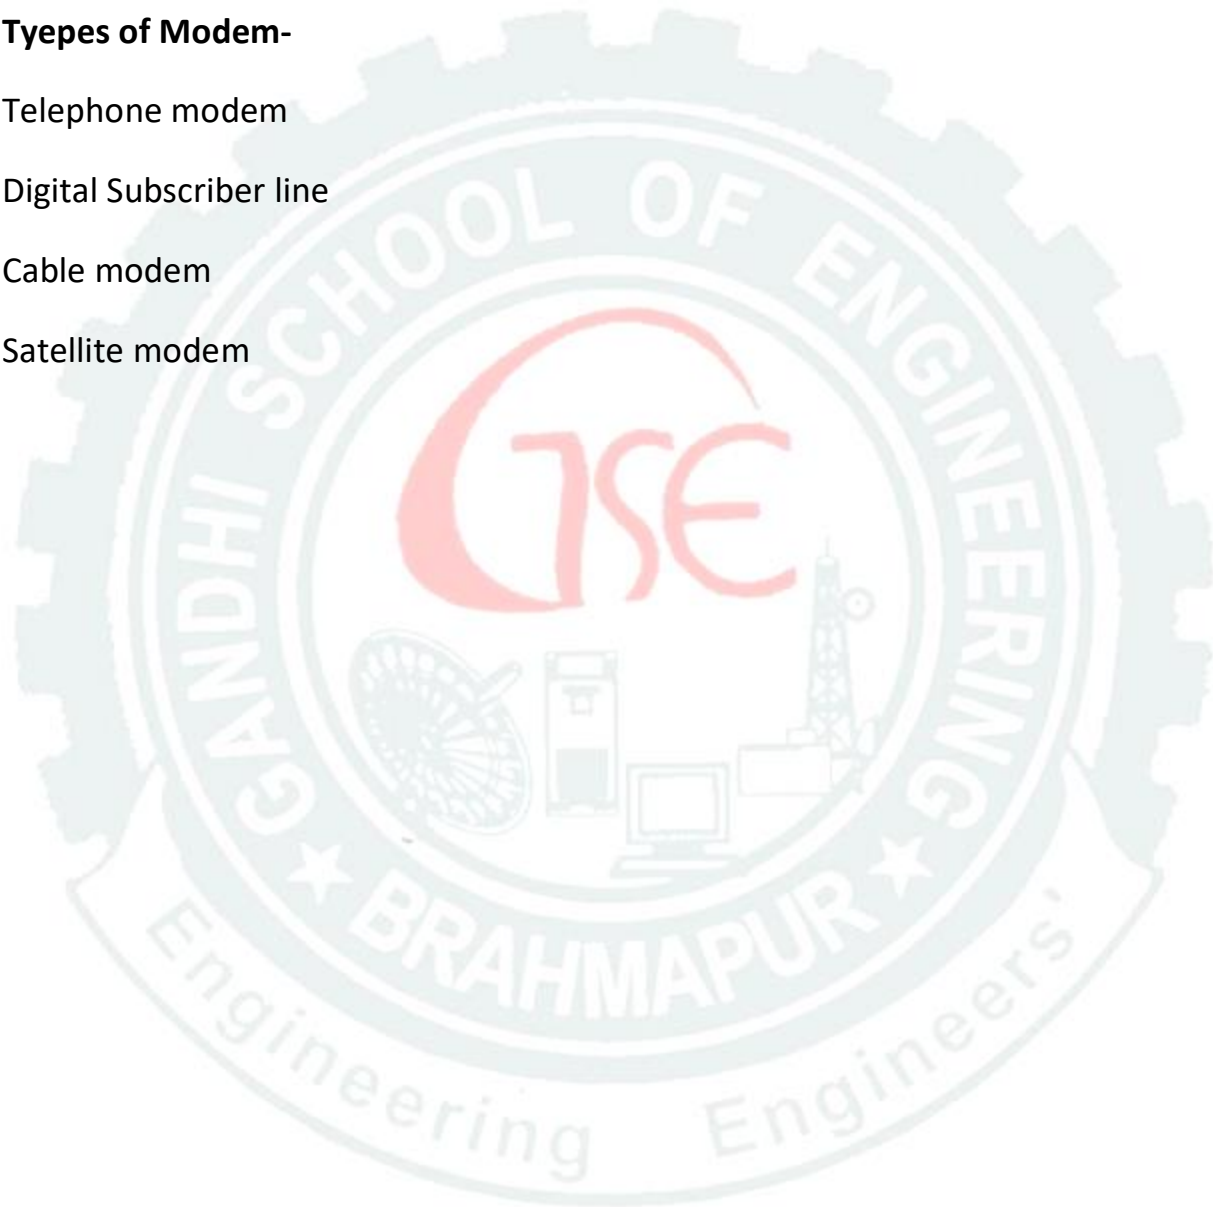 Tyepes of Modem-
Telephone modem
Digital Subscriber line
Cable modem
Satellite modem
GANDHI SCHOOL OF ENGINEERING
GSE
★ BRAHMAPUR ★
Engineering Engineers'